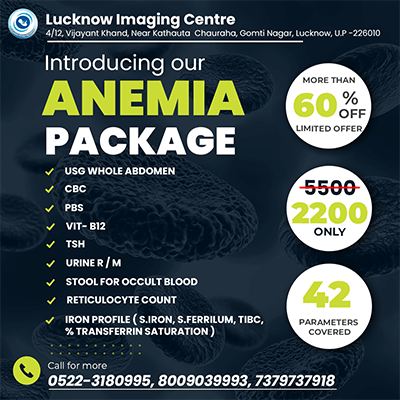 Lucknow Imaging Centre
4/12, Vijayant Khand, Near Kathauta Chauraha, Gomti Nagar, Lucknow, U.P -226010
Introducing our
ANEMIA
PACKAGE
MORE THAN
60% OFF
LIMITED OFFER
USG WHOLE ABDOMEN
CBC
PBS
VIT- B12
TSH
URINE R / M
STOOL FOR OCCULT BLOOD
RETICULOCYTE COUNT
IRON PROFILE ( S.IRON, S.FERRILUM, TIBC,
% TRANSFERRIN SATURATION )
5500
2200
ONLY
42
PARAMETERS
COVERED
Call for more
0522-3180995, 8009039993, 7379737918